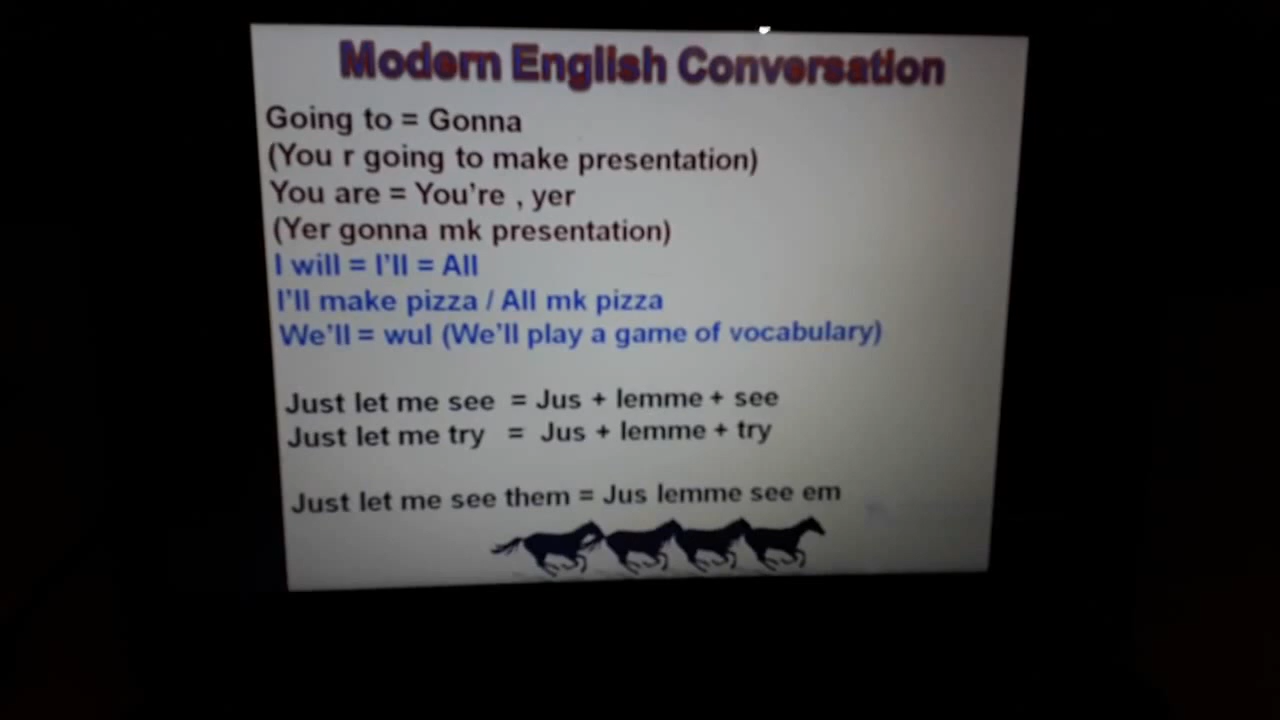 Modern English Conversation
Going to = Gonna
(You r going to make presentation)
You are = You're , yer
(Yer gonna mk presentation)
I will = I'll = All
I'll make pizza / All mk pizza
We'll = wul (We'll play a game of vocabulary)
Just let me see = Jus + lemme + see
Just let me try = Jus + lemme + try
Just let me see them = Jus lemme see em